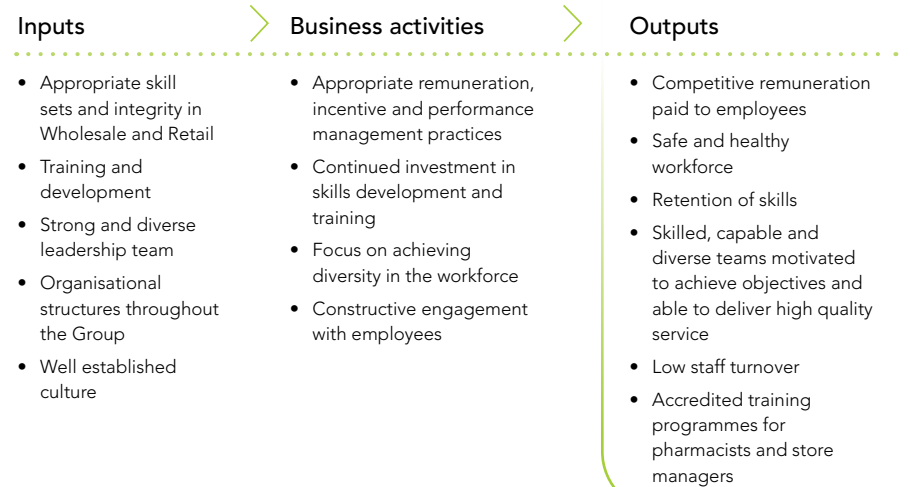 Inputs
Business activities
Outputs
• Appropriate skill
sets and integrity in
Wholesale and Retail
• Training and
development
• Strong and diverse
leadership team
• Organisational
structures throughout
the Group
• Well established
culture
• Appropriate remuneration,
incentive and performance
management practices
• Continued investment in
skills development and
training
• Focus on achieving
diversity in the workforce
• Constructive engagement
with employees
• Competitive remuneration
paid to employees
• Safe and healthy
workforce
• Retention of skills
• Skilled, capable and
diverse teams motivated
to achieve objectives and
able to deliver high quality
service
• Low staff turnover
• Accredited training
programmes for
pharmacists and store
managers